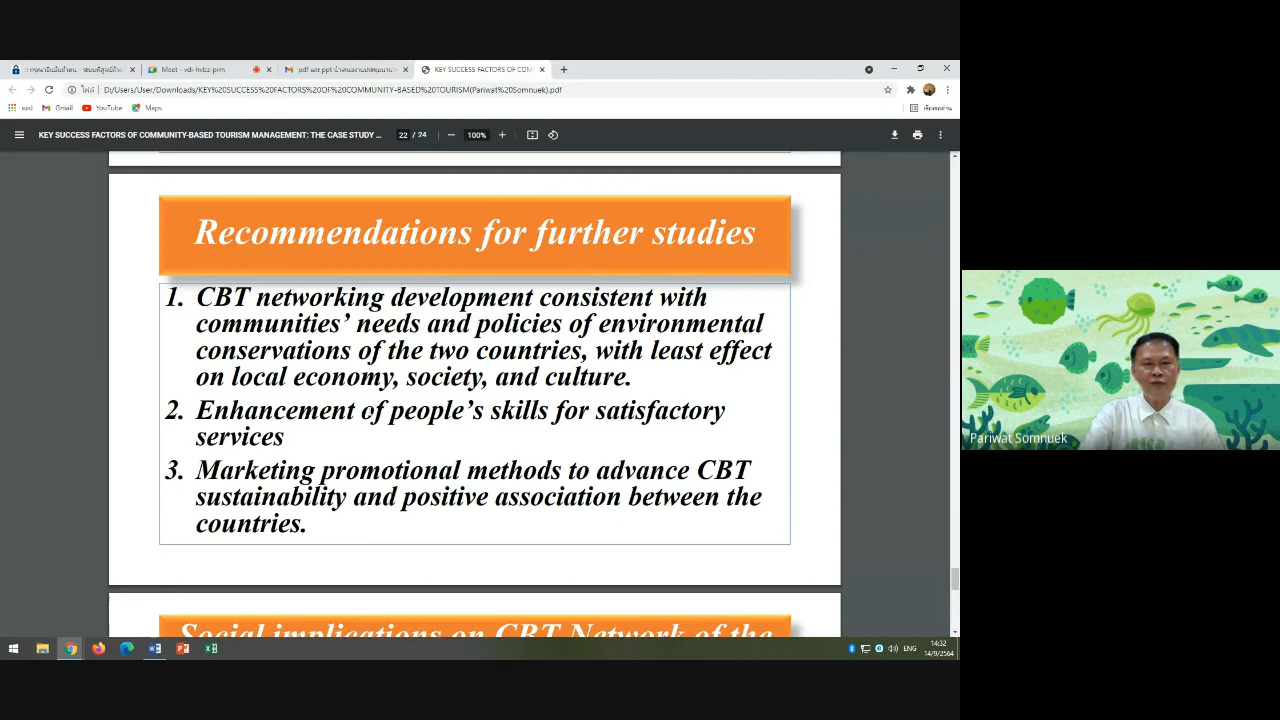 Meet - vdi-hvbz-prm
KEY SUCCESS FACTORS OF COM
D:/Users/User/Downloads/KEY%20SUCCESS%20FACTORS%20OF%20COMMUNITY-BASED%20TOURISM(Pariwat%20Somnuek).pdf
Gmail YouTube Maps
KEY SUCCESS FACTORS OF COMMUNITY-BASED TOURISM MANAGEMENT: THE CASE STUDY ... 22 / 24 100%
Recommendations for further studies
1. CBT networking development consistent with
communities’ needs and policies of environmental
conservations of the two countries, with least effect
on local economy, society, and culture.
2. Enhancement of people’s skills for satisfactory
services
3. Marketing promotional methods to advance CBT
sustainability and positive association between the
countries.
Pariwat Somnuek
Social implications on CBT Network of the
ENG
14:32
14/9/2564